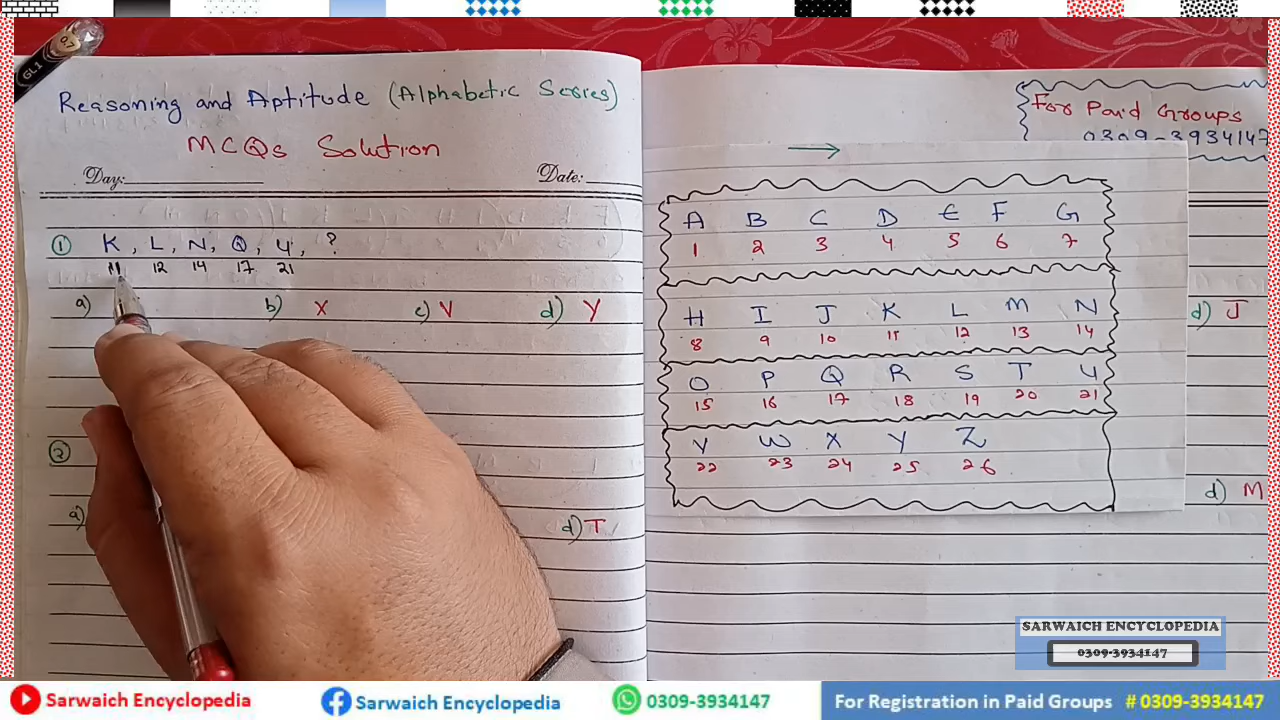 GL1 0.7
Reasoning and Aptitude (Alphabetic Series)
MCQs Solution
Day: Date:
① K, L, N, Q, U, ?
11 12 14 17 21
a) b) X c) V d) Y
②
a) d) T
For Paid Groups
0309-3934147
→
A B C D E F G
1 2 3 4 5 6 7
H I J K L M N
8 9 10 11 12 13 14
O P Q R S T U
15 16 17 18 19 20 21
V W X Y Z
22 23 24 25 26
d) J
d) M
SARWAICH ENCYCLOPEDIA
0309-3934147
Sarwaich Encyclopedia
Sarwaich Encyclopedia
0309-3934147
For Registration in Paid Groups # 0309-3934147